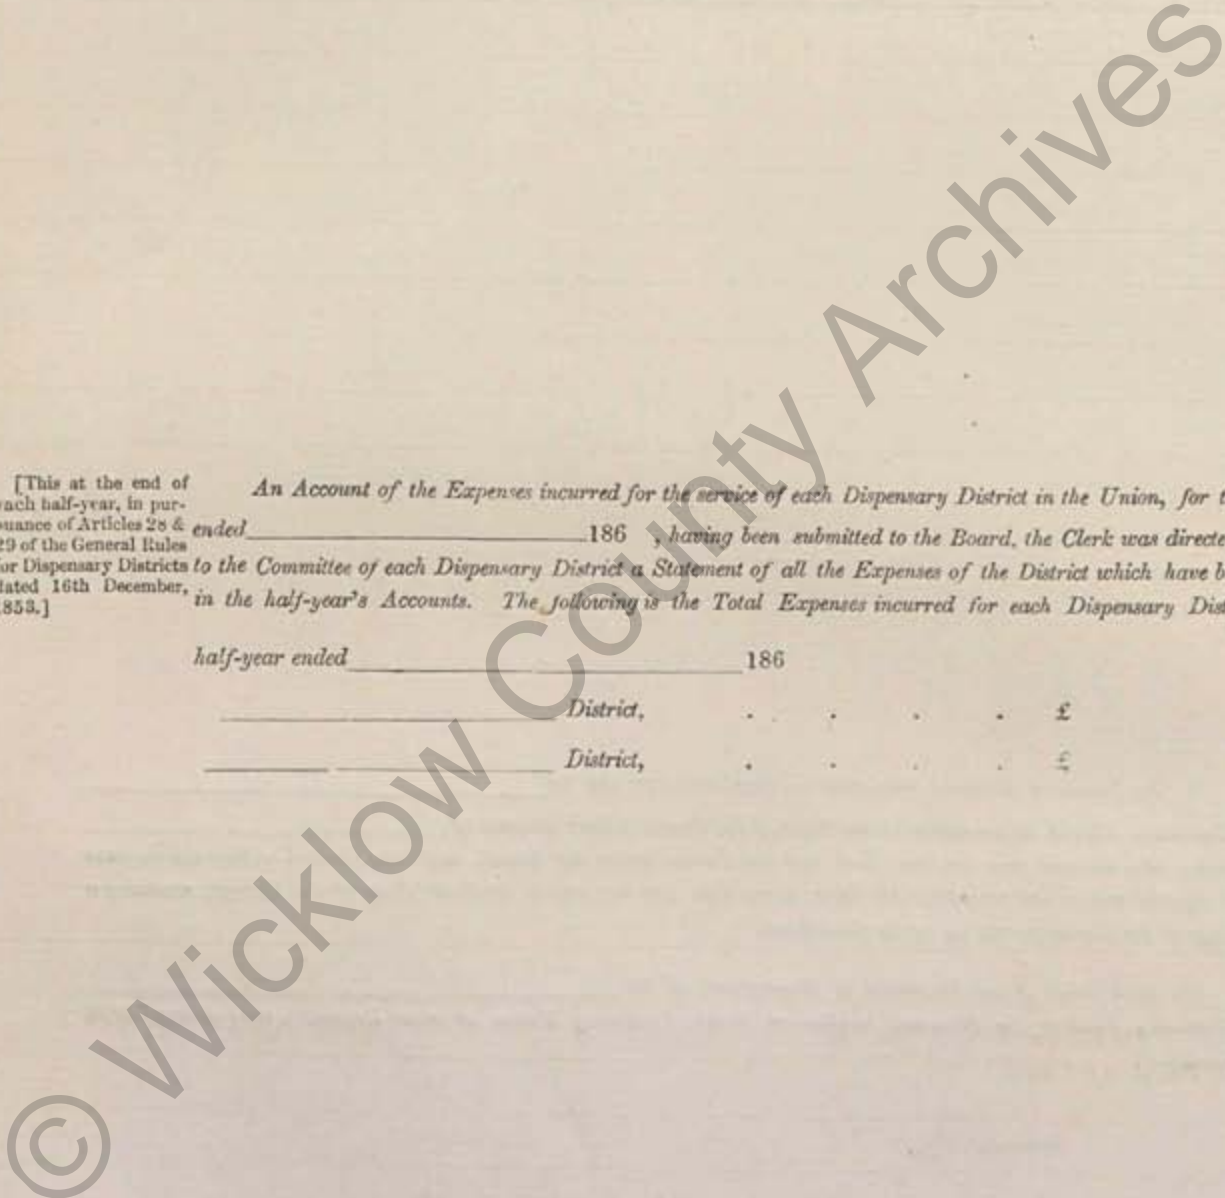 [This at the end of
each half-year, in pur-
suance of Articles 28 &
29 of the General Rules
or Dispensary Districts
dated 16th December,
1853.]
An Account of the Expenses incurred for the service of each Dispensary District in the Union, for t
ended 186 , having been submitted to the Board, the Clerk was directe
to the Committee of each Dispensary District a Statement of all the Expenses of the District which have b
in the half-year's Accounts. The following is the Total Expenses incurred for each Dispensary Dist
half-year ended 186
District, . . . . £
District, . . . . £
© Wicklow County Archives